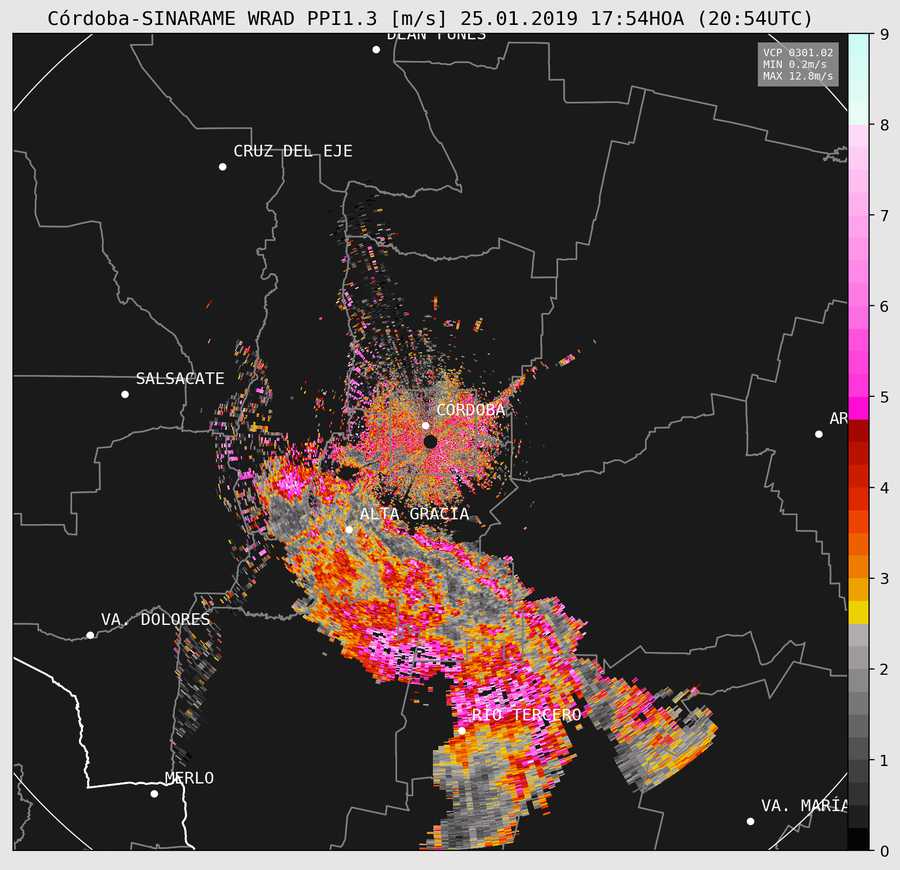 Córdoba-SINARAME WRAD PPI1.3 [m/s] 25.01.2019 17:54HOA (20:54UTC)
DEAN FUNES
VCP 0301.02
MIN 0.2m/s
MAX 12.8m/s
CRUZ DEL EJE
SALSACATE
CORDOBA
AR
ALTA GRACIA
VA. DOLORES
RIO TERCERO
MERLO
VA. MARÍA
9
8
7
6
5
4
3
2
1
0